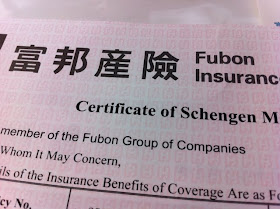 富邦產險 Fubon
Insurance
Certificate of Schengen M
member of the Fubon Group of Companies
Whom It May Concern,
ils of the Insurance Benefits of Coverage Are as Fo
cy No.